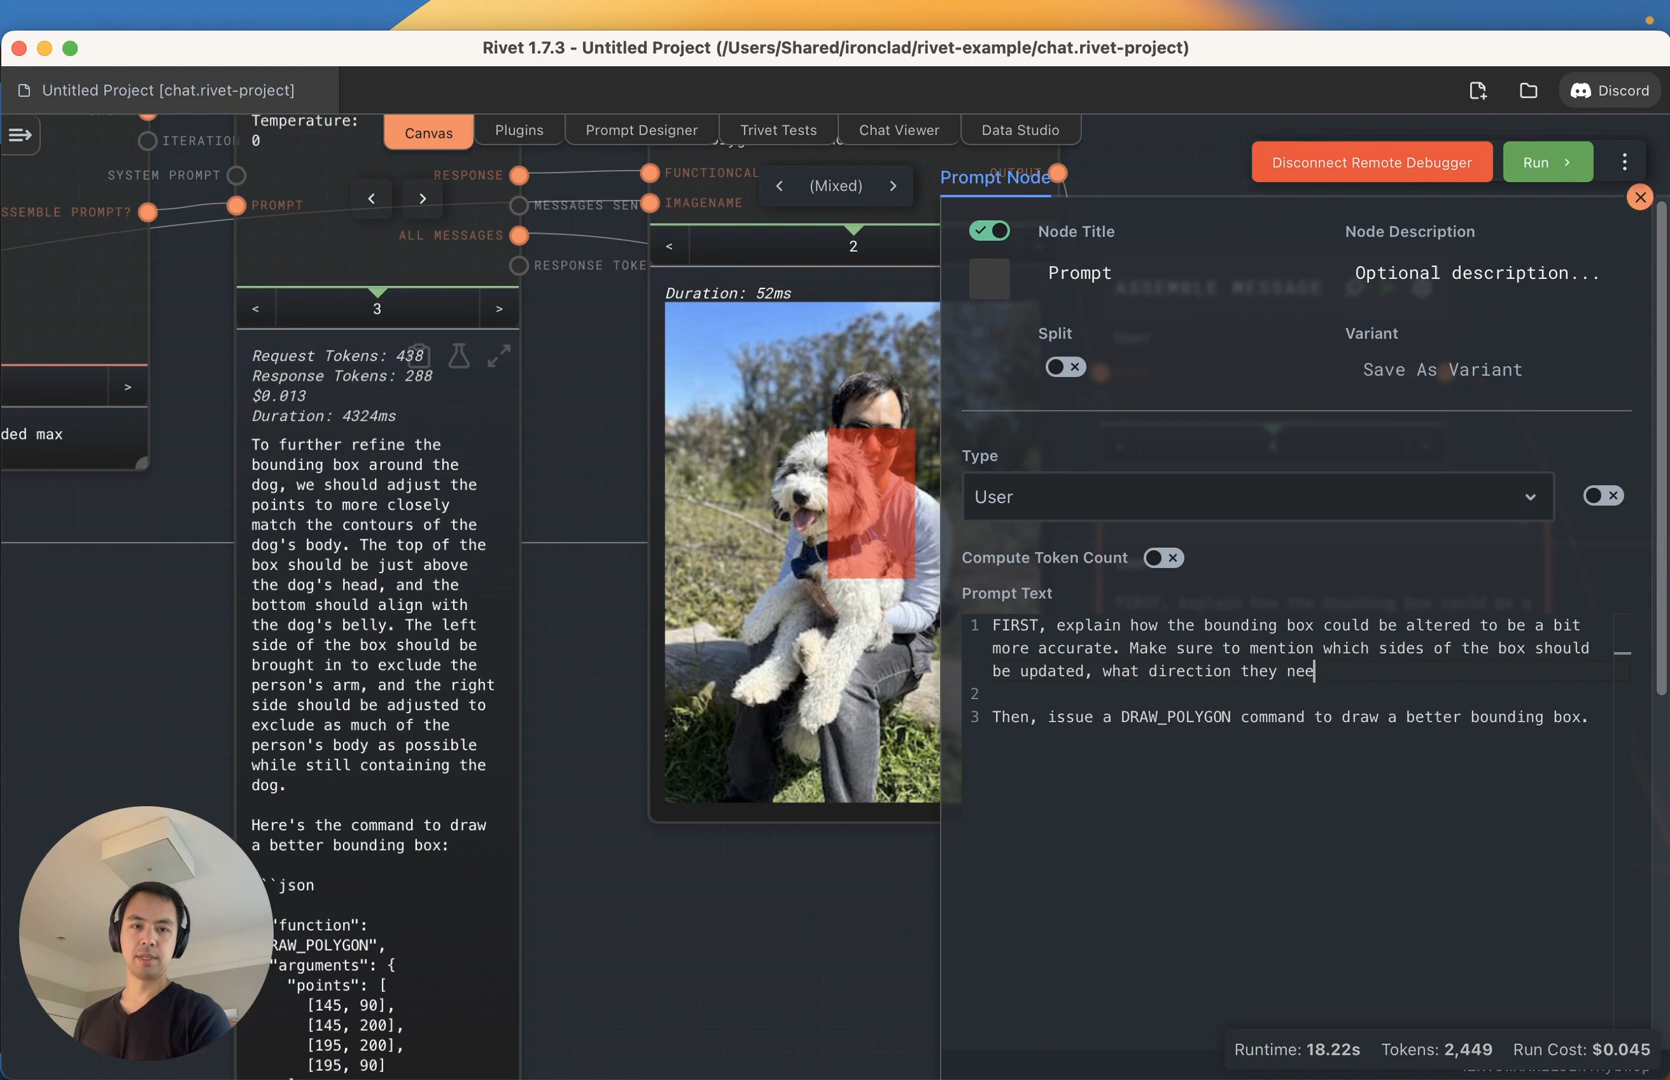 Rivet 1.7.3 - Untitled Project (/Users/Shared/ironclad/rivet-example/chat.rivet-project)
Untitled Project [chat.rivet-project]
Discord
Temperature:
0
Canvas
Plugins
Prompt Designer
Trivet Tests
Chat Viewer
Data Studio
Disconnect Remote Debugger
Run
ITERATION
SYSTEM PROMPT
SSEMBLE PROMPT?
PROMPT
RESPONSE
MESSAGES SEN
ALL MESSAGES
RESPONSE TOKE
FUNCTIONCAL
IMAGENAME
(Mixed)
OUTPUT
< 3 >
< 2
>
ded max
Request Tokens: 438
Response Tokens: 288
$0.013
Duration: 4324ms
To further refine the
bounding box around the
dog, we should adjust the
points to more closely
match the contours of the
dog's body. The top of the
box should be just above
the dog's head, and the
bottom should align with
the dog's belly. The left
side of the box should be
brought in to exclude the
person's arm, and the right
side should be adjusted to
exclude as much of the
person's body as possible
while still containing the
dog.
Here's the command to draw
a better bounding box:
``json
"function":
RAW_POLYGON",
"arguments": {
"points": [
[145, 90],
[145, 200],
[195, 200],
[195, 90]
Duration: 52ms
Prompt Node
Node Title
Node Description
Prompt
Optional description...
ASSEMBLE MESSAGE
Split
Variant
Save As Variant
Type
User
Compute Token Count
Prompt Text
1 FIRST, explain how the bounding box could be altered to be a bit
more accurate. Make sure to mention which sides of the box should
be updated, what direction they nee
2
3 Then, issue a DRAW_POLYGON command to draw a better bounding box.
Runtime: 18.22s Tokens: 2,449 Run Cost: $0.045